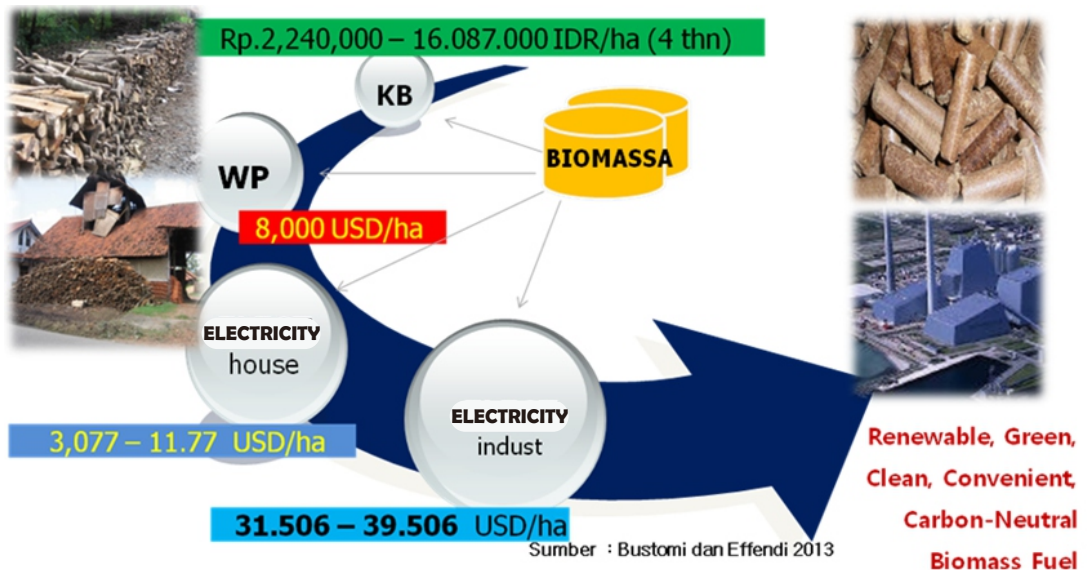 Rp.2,240,000 – 16.087.000 IDR/ha (4 thn)
KB
BIOMASSA
WP
8,000 USD/ha
ELECTRICITY
house
ELECTRICITY
indust
3,077 – 11.77 USD/ha
31.506 – 39.506 USD/ha
Sumber : Bustomi dan Effendi 2013
Renewable, Green,
Clean, Convenient,
Carbon-Neutral
Biomass Fuel